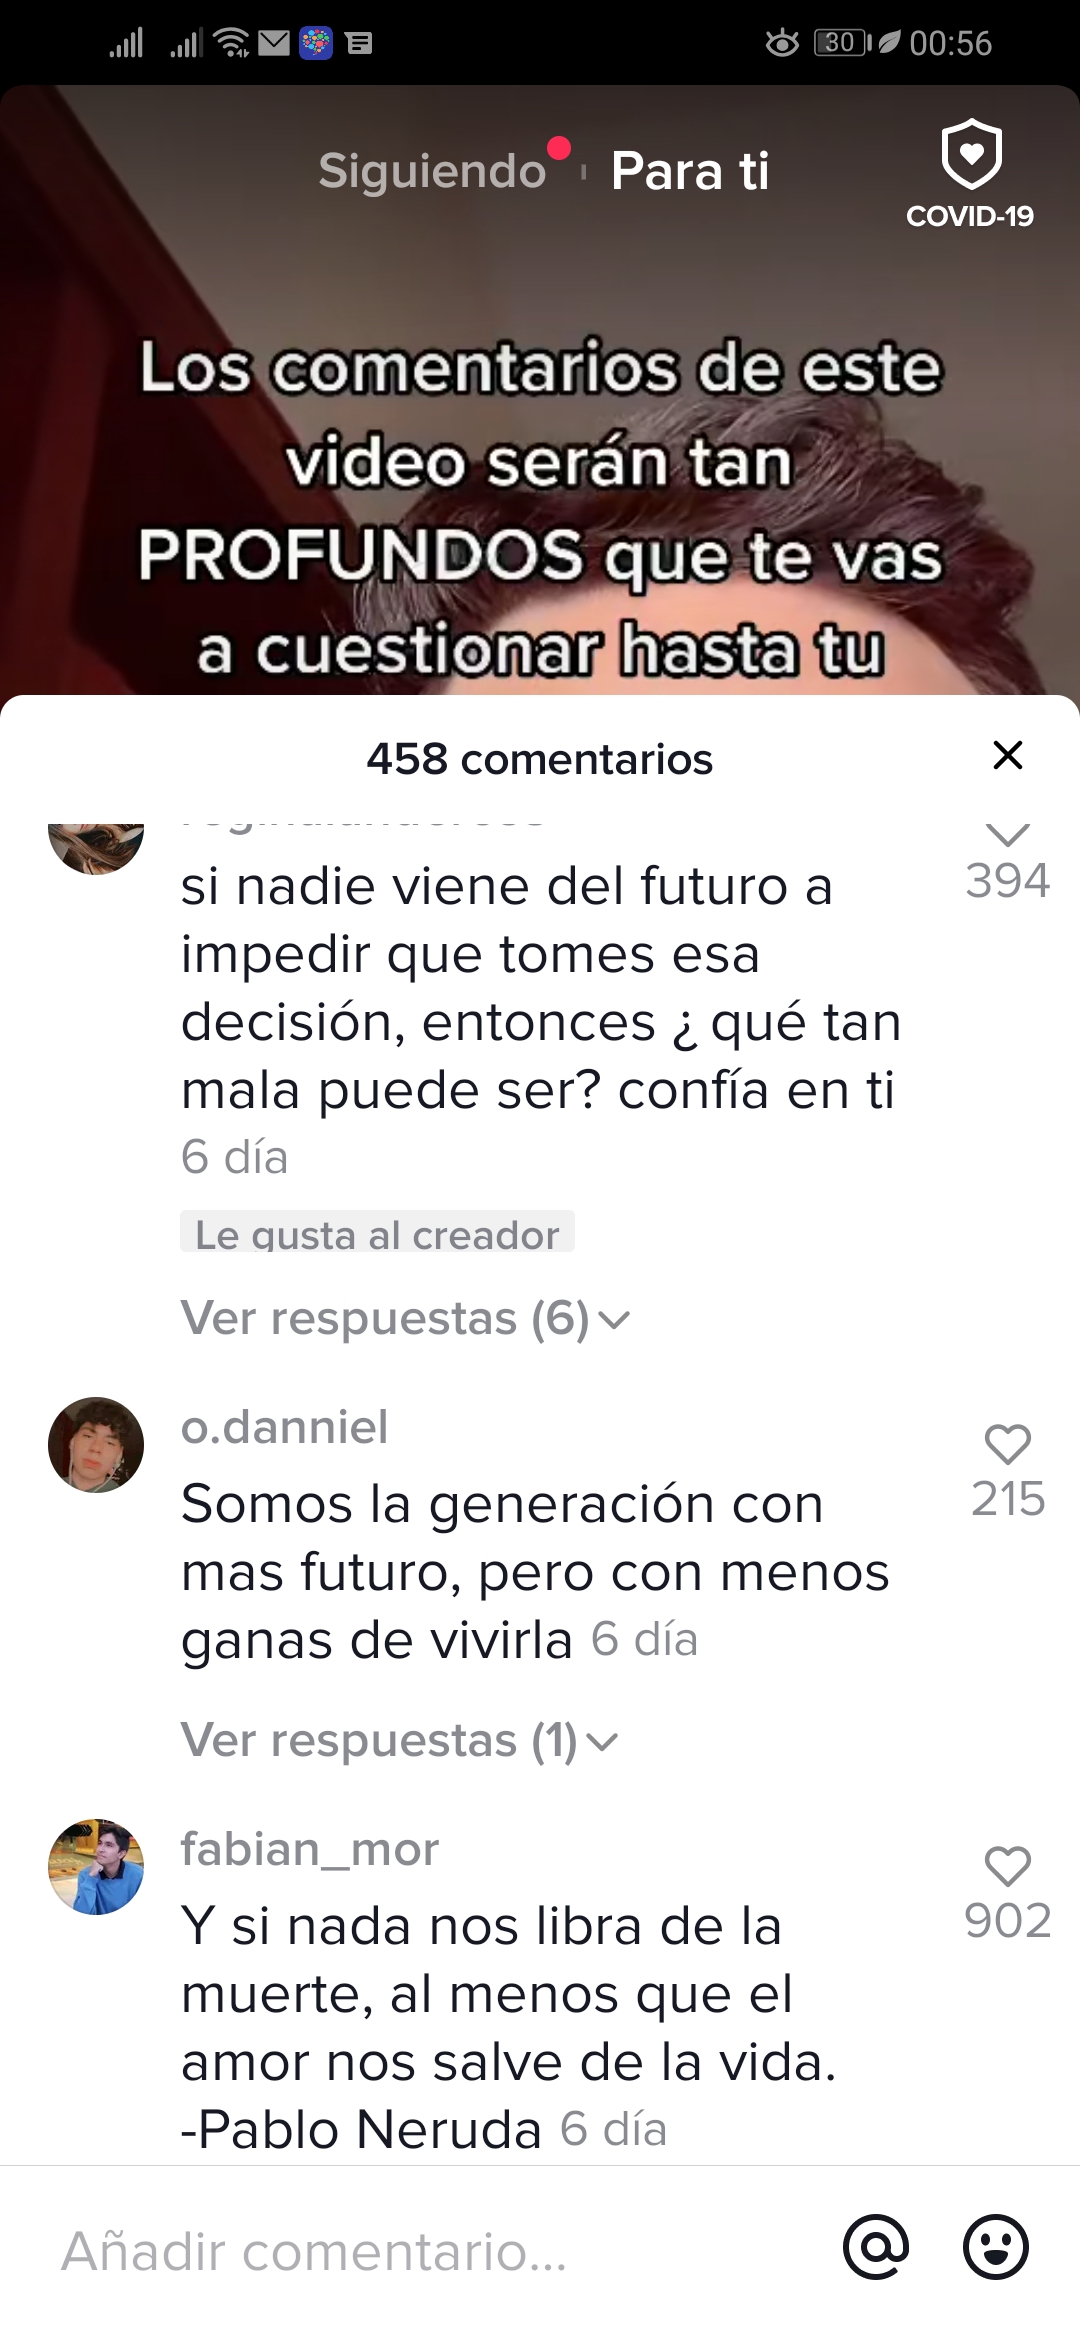 30 00:56
Siguiendo Para ti
COVID-19
Los comentarios de este
video serán tan
PROFUNDOS que te vas
a cuestionar hasta tu
458 comentarios
si nadie viene del futuro a
394
impedir que tomes esa
decisión, entonces ¿ qué tan
mala puede ser? confía en ti
6 día
Le gusta al creador
Ver respuestas (6)
o.danniel
Somos la generación con
215
mas futuro, pero con menos
ganas de vivirla 6 día
Ver respuestas (1)
fabian_mor
Y si nada nos libra de la
902
muerte, al menos que el
amor nos salve de la vida.
-Pablo Neruda 6 día
Añadir comentario...